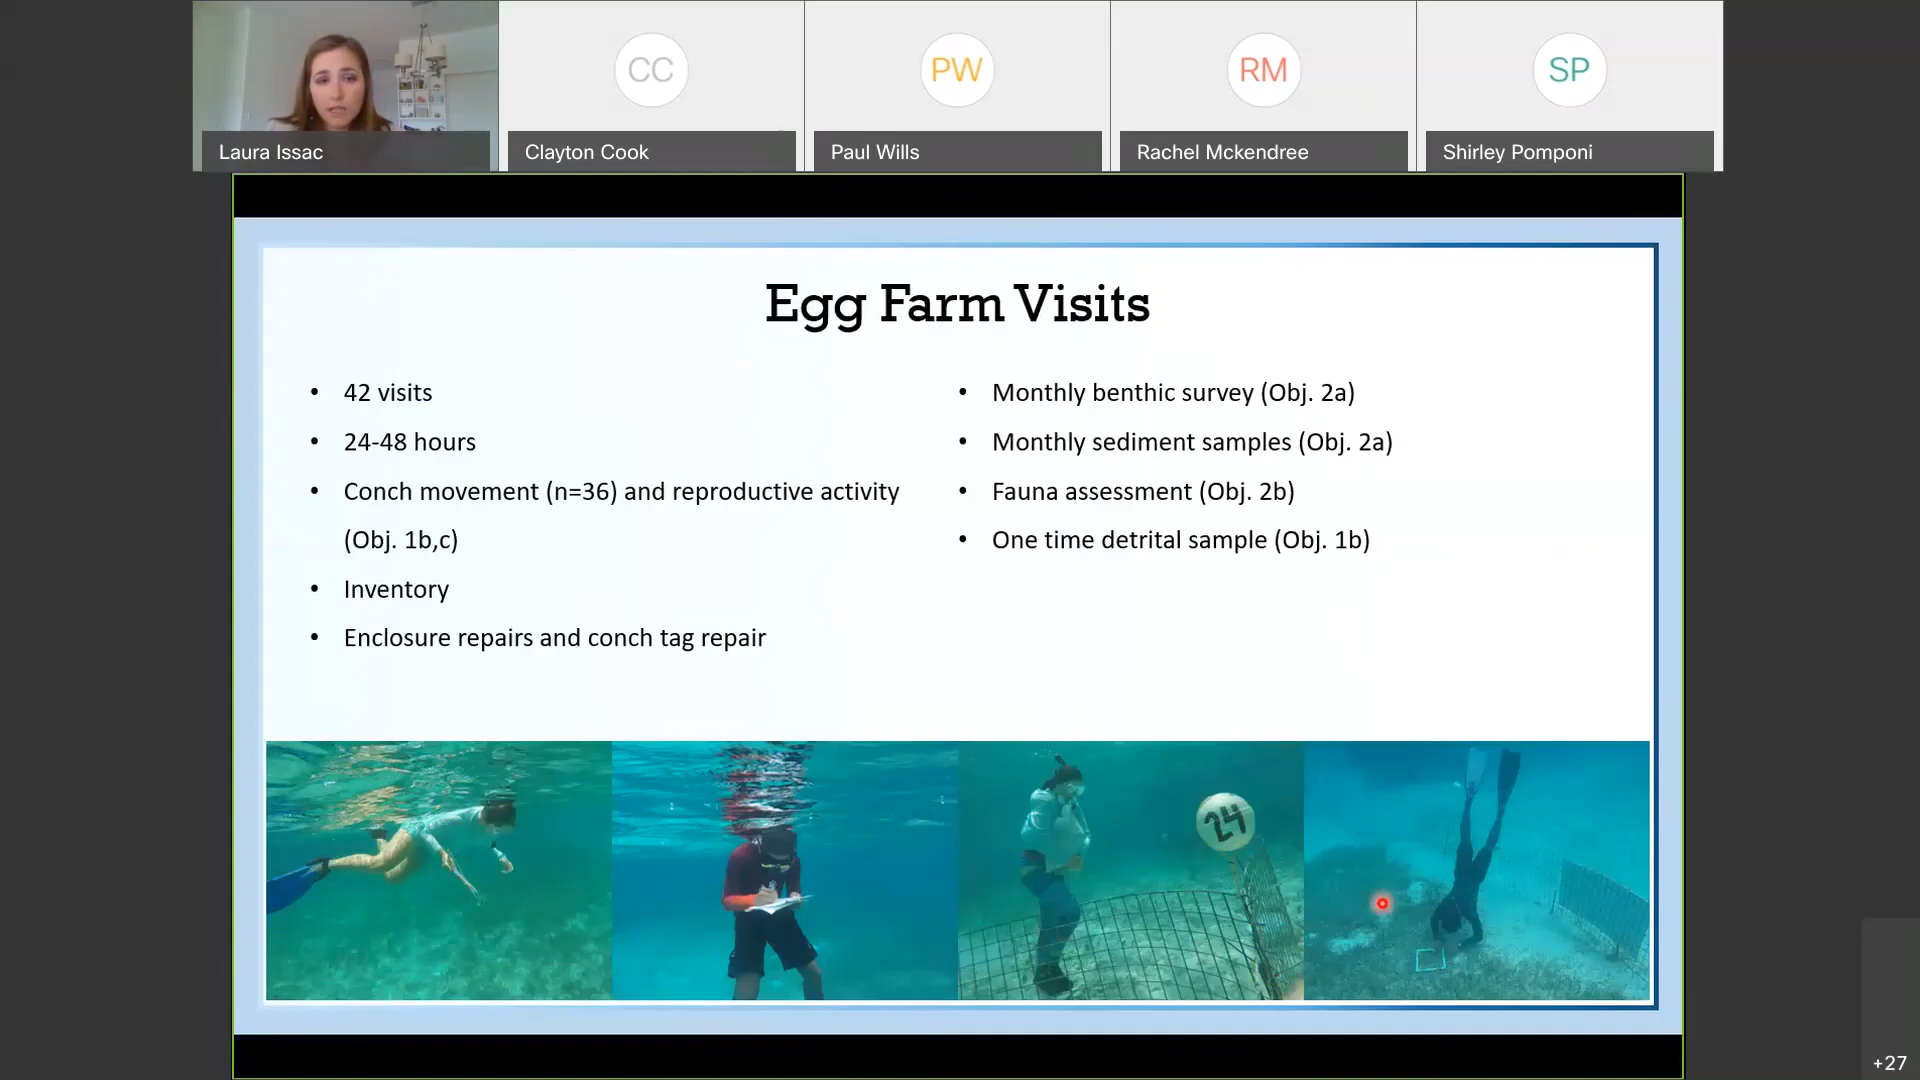 CC
PW
RM
SP
Laura Issac
Clayton Cook
Paul Wills
Rachel Mckendree
Shirley Pomponi
Egg Farm Visits
• 42 visits
• 24-48 hours
• Conch movement (n=36) and reproductive activity
(Obj. 1b,c)
• Inventory
• Enclosure repairs and conch tag repair
• Monthly benthic survey (Obj. 2a)
• Monthly sediment samples (Obj. 2a)
• Fauna assessment (Obj. 2b)
• One time detrital sample (Obj. 1b)
24
+27